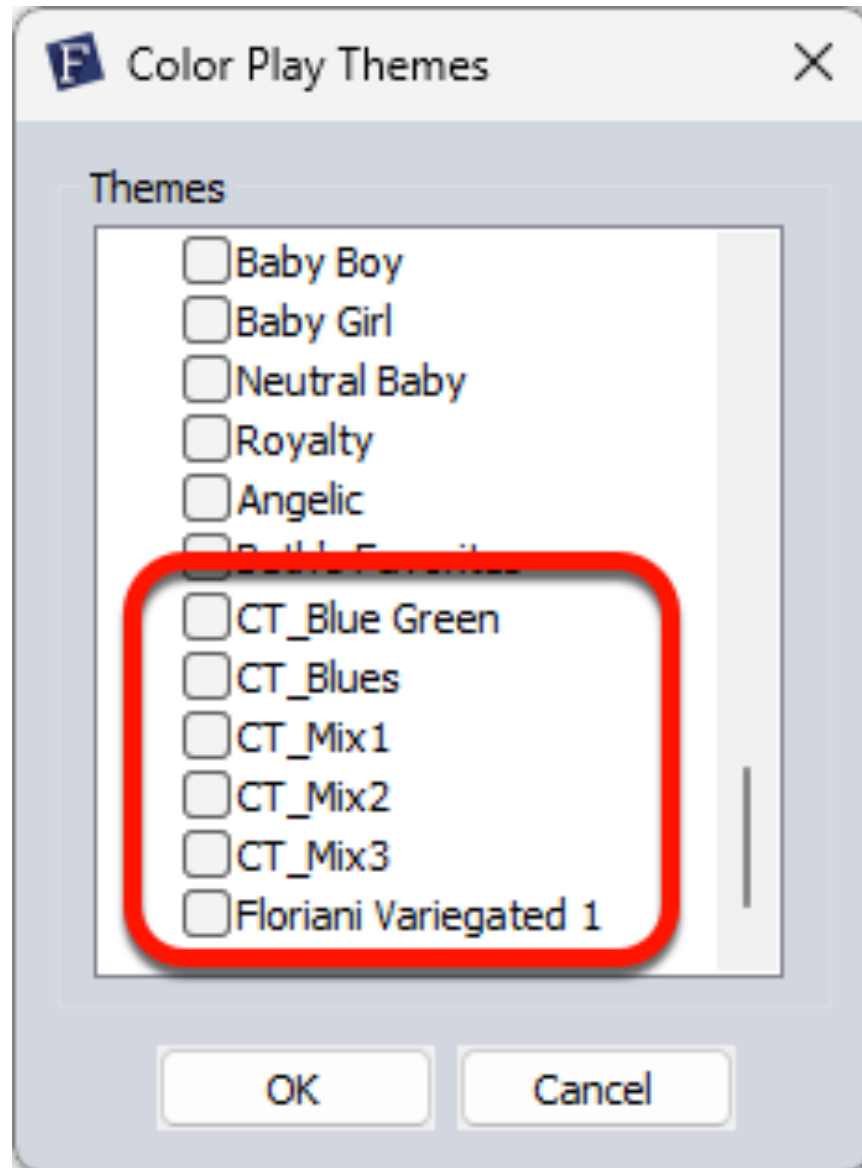 F Color Play Themes
Themes
Baby Boy
Baby Girl
Neutral Baby
Royalty
Angelic
CT_Blue Green
CT_Blues
CT_Mix1
CT_Mix2
CT_Mix3
Floriani Variegated 1
OK
Cancel